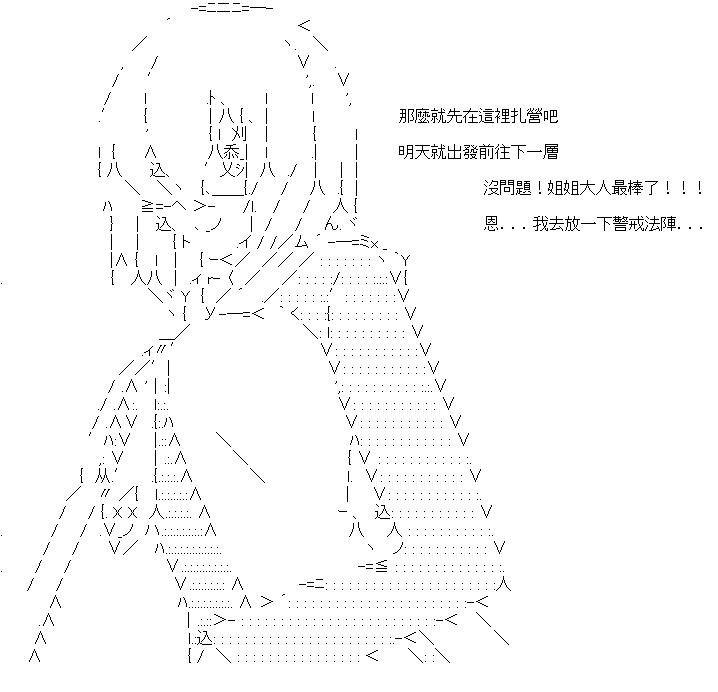 那麼就先在這裡扎營吧
明天就出發前往下一層
沒問題！姐姐大人最棒了！！！
恩...我去放一下警戒法陣...